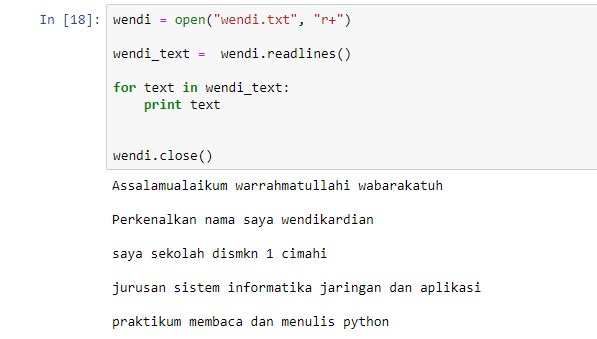 In [18]: wendi = open("wendi.txt", "r+")
wendi_text =  wendi.readlines()
for text in wendi_text:
    print text
wendi.close()
Assalamualaikum warrahmatullahi wabarakatuh
Perkenalkan nama saya wendikardian
saya sekolah dismkn 1 cimahi
jurusan sistem informatika jaringan dan aplikasi
praktikum membaca dan menulis python